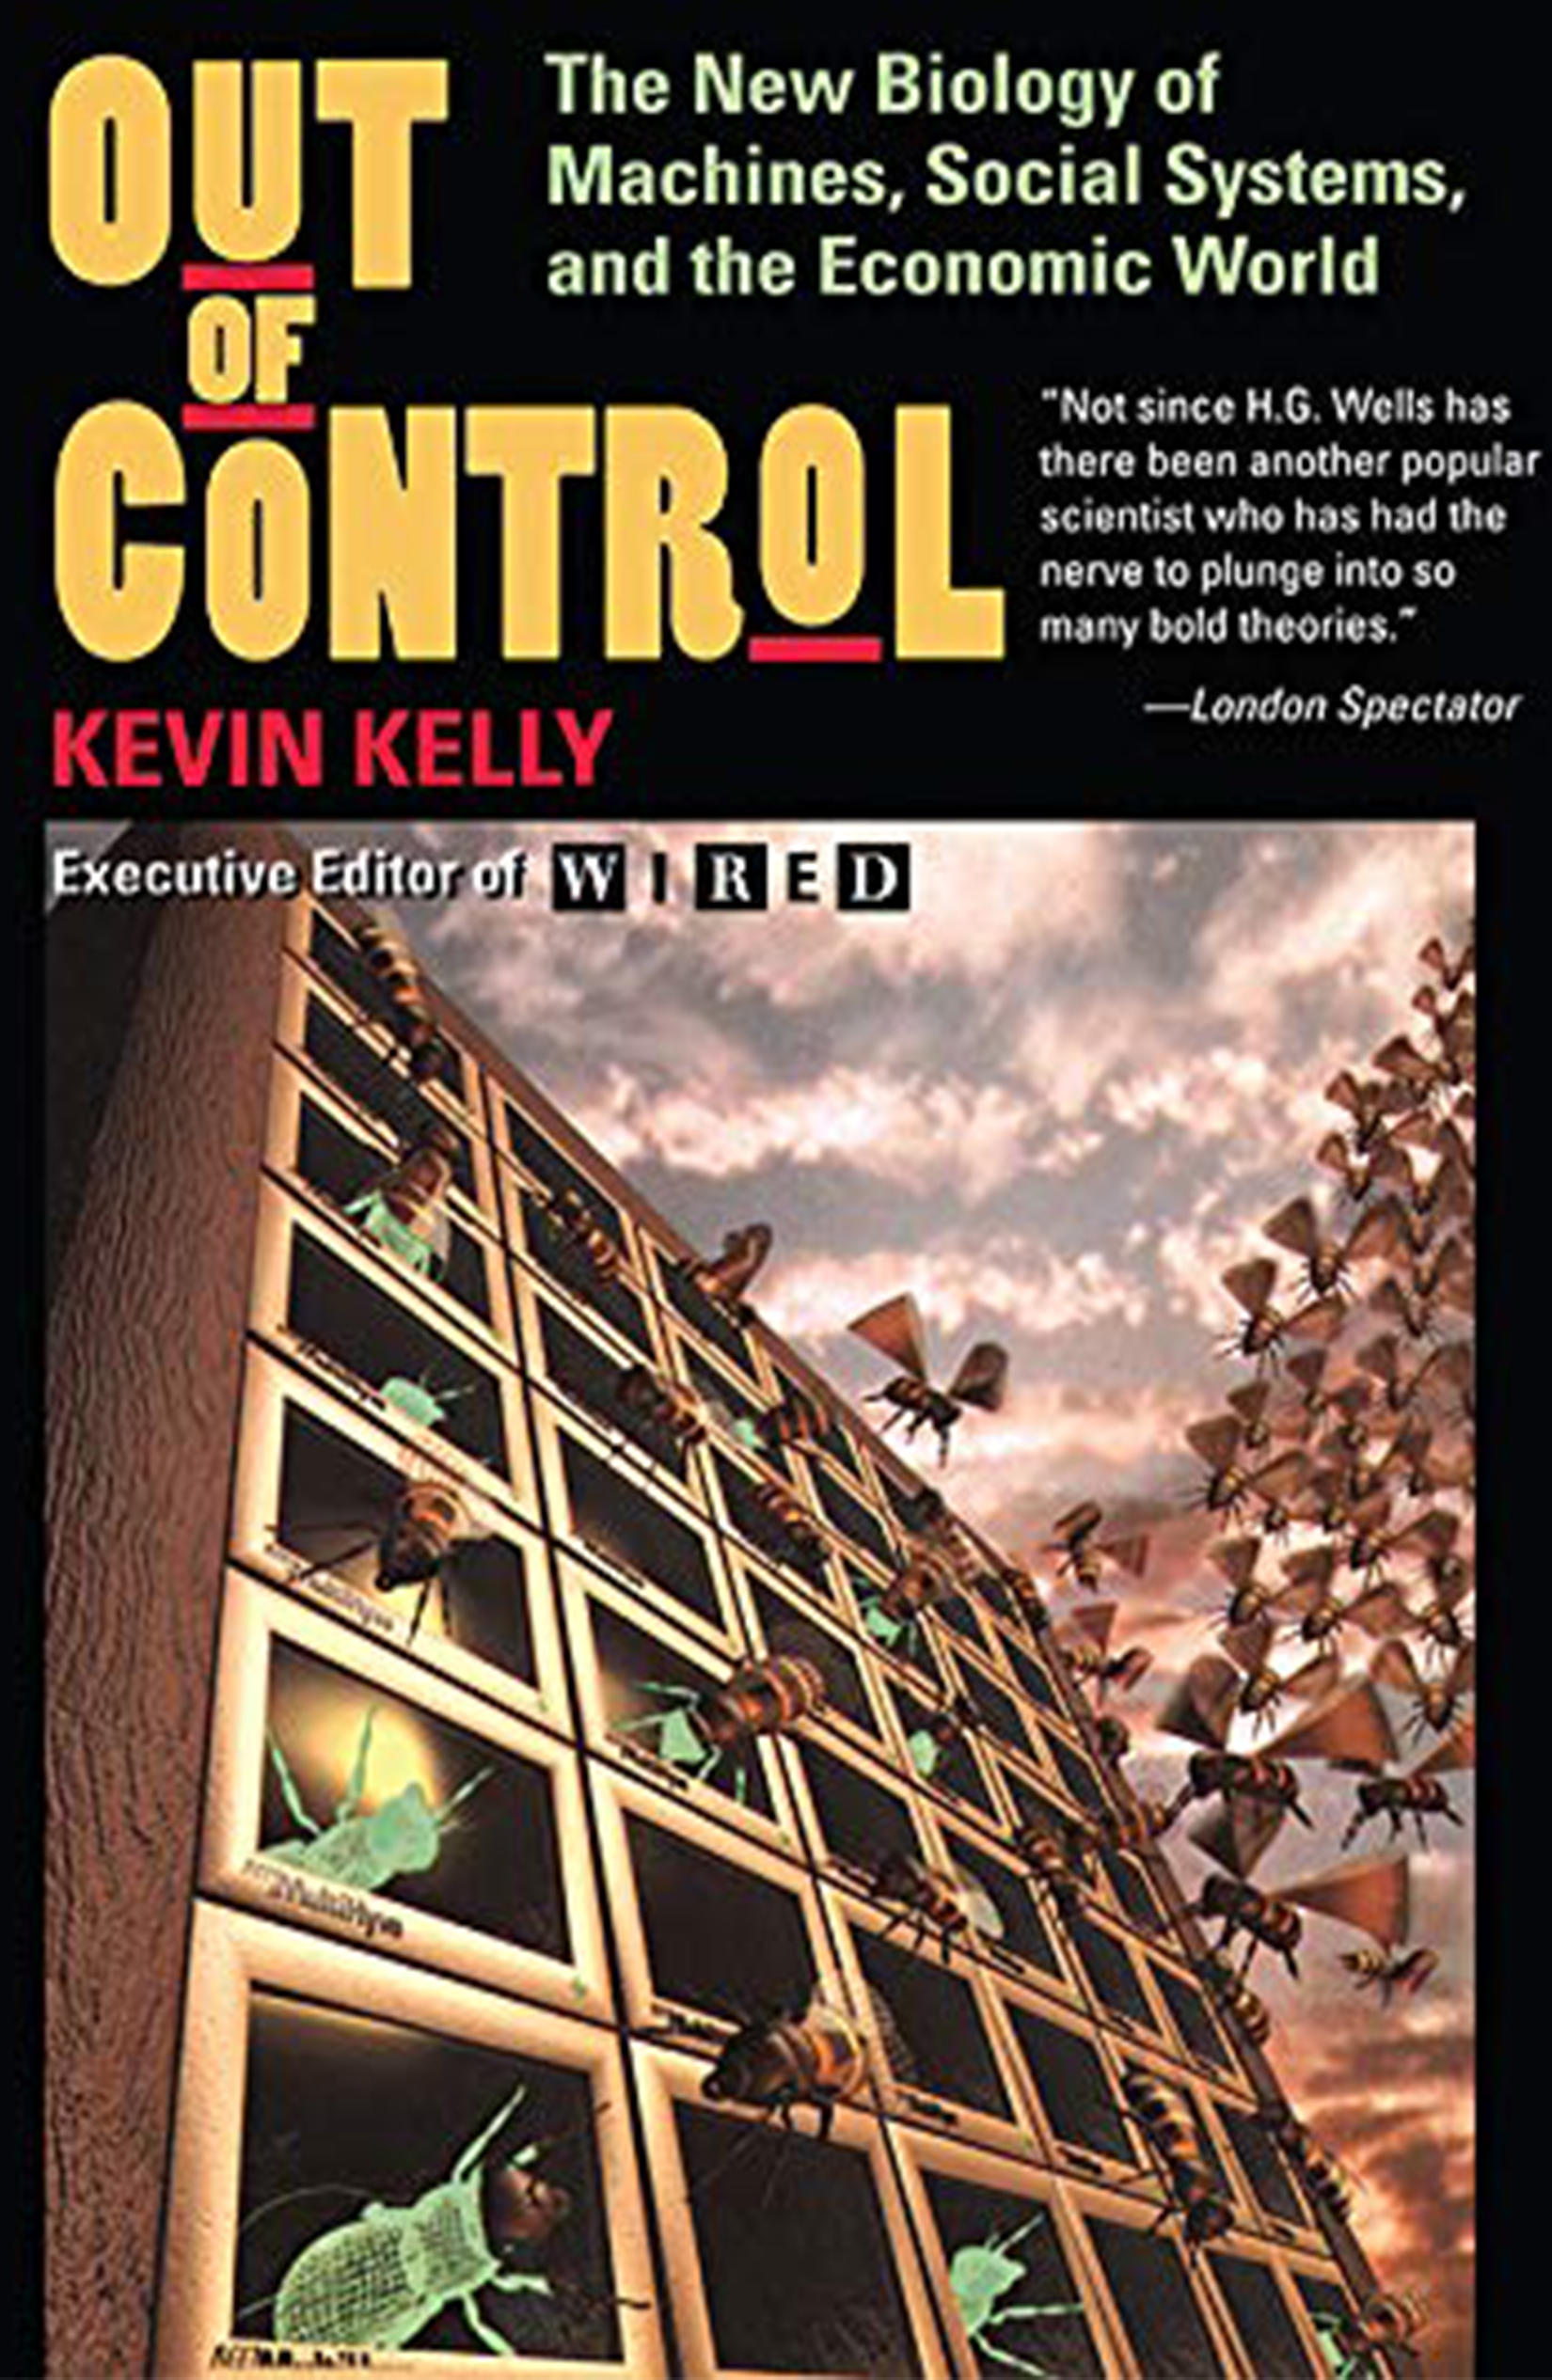 OUT
OF
CONTROL
The New Biology of
Machines, Social Systems,
and the Economic World
"Not since H.G. Wells has
there been another popular
scientist who has had the
nerve to plunge into so
many bold theories."
—London Spectator
KEVIN KELLY
Executive Editor of WIRED